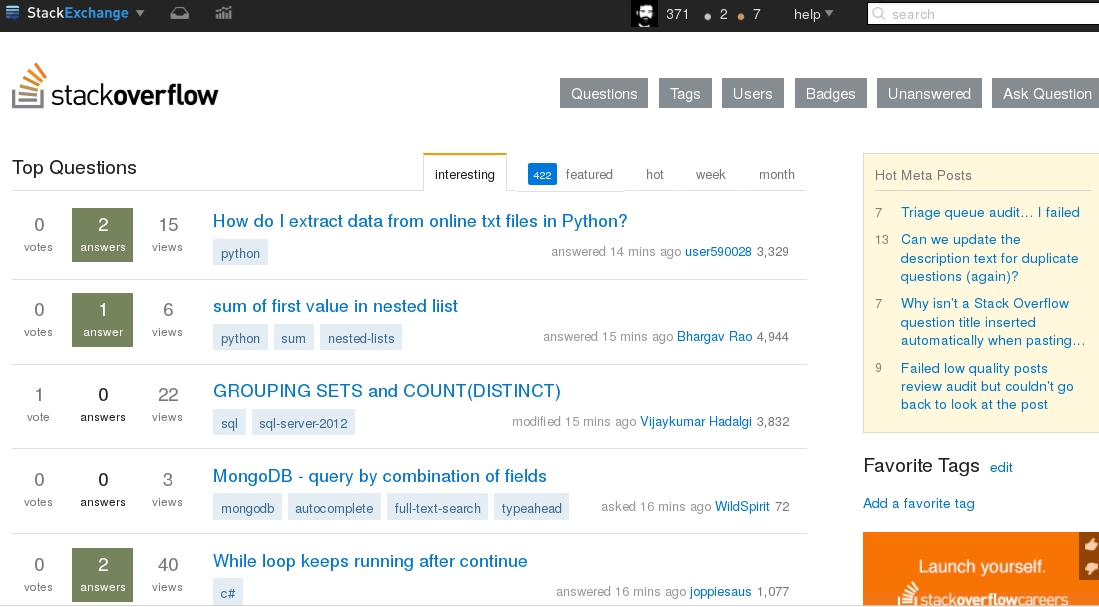 StackExchange 371 2 7 help search
stackoverflow
Questions Tags Users Badges Unanswered Ask Question
Top Questions interesting 422 featured hot week month
0 votes 2 answers 15 views
How do I extract data from online txt files in Python?
python
answered 14 mins ago user590028 3,329
0 votes 1 answer 6 views
sum of first value in nested liist
python sum nested-lists
answered 15 mins ago Bhargav Rao 4,944
1 vote 0 answers 22 views
GROUPING SETS and COUNT(DISTINCT)
sql sql-server-2012
modified 15 mins ago Vijaykumar Hadalgi 3,832
0 votes 0 answers 3 views
MongoDB - query by combination of fields
mongodb autocomplete full-text-search typeahead
asked 16 mins ago WildSpirit 72
0 votes 2 answers 40 views
While loop keeps running after continue
c#
answered 16 mins ago joppiesaus 1,077
Hot Meta Posts
7 Triage queue audit... I failed
13 Can we update the
description text for duplicate
questions (again)?
7 Why isn't a Stack Overflow
question title inserted
automatically when pasting...
9 Failed low quality posts
review audit but couldn't go
back to look at the post
Favorite Tags edit
Add a favorite tag
Launch yourself.
stackoverflowcareers